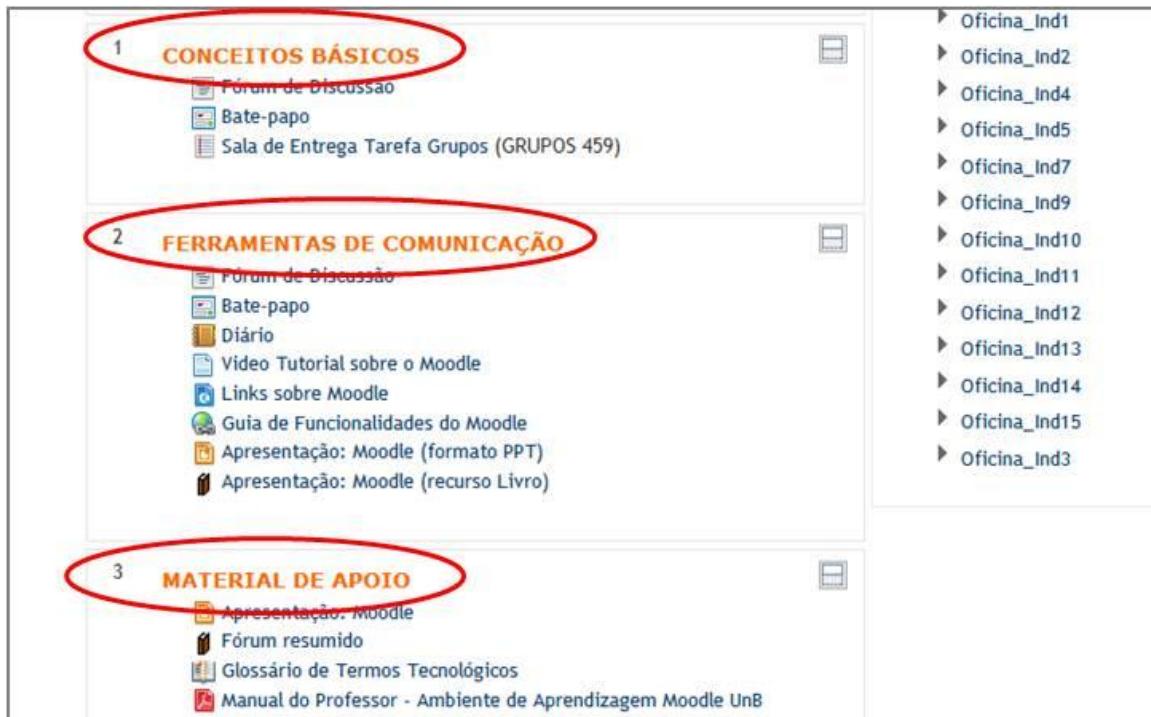 1 CONCEITOS BÁSICOS
Fórum de Discussão
Bate-papo
Sala de Entrega Tarefa Grupos (GRUPOS 459)
2 FERRAMENTAS DE COMUNICAÇÃO
Fórum de Discussão
Bate-papo
Diário
Video Tutorial sobre o Moodle
Links sobre Moodle
Guia de Funcionalidades do Moodle
Apresentação: Moodle (formato PPT)
Apresentação: Moodle (recurso Livro)
3 MATERIAL DE APOIO
Apresentação: Moodle
Fórum resumido
Glossário de Termos Tecnológicos
Manual do Professor - Ambiente de Aprendizagem Moodle UnB
Oficina_Ind1
Oficina_Ind2
Oficina_Ind4
Oficina_Ind5
Oficina_Ind7
Oficina_Ind9
Oficina_Ind10
Oficina_Ind11
Oficina_Ind12
Oficina_Ind13
Oficina_Ind14
Oficina_Ind15
Oficina_Ind3